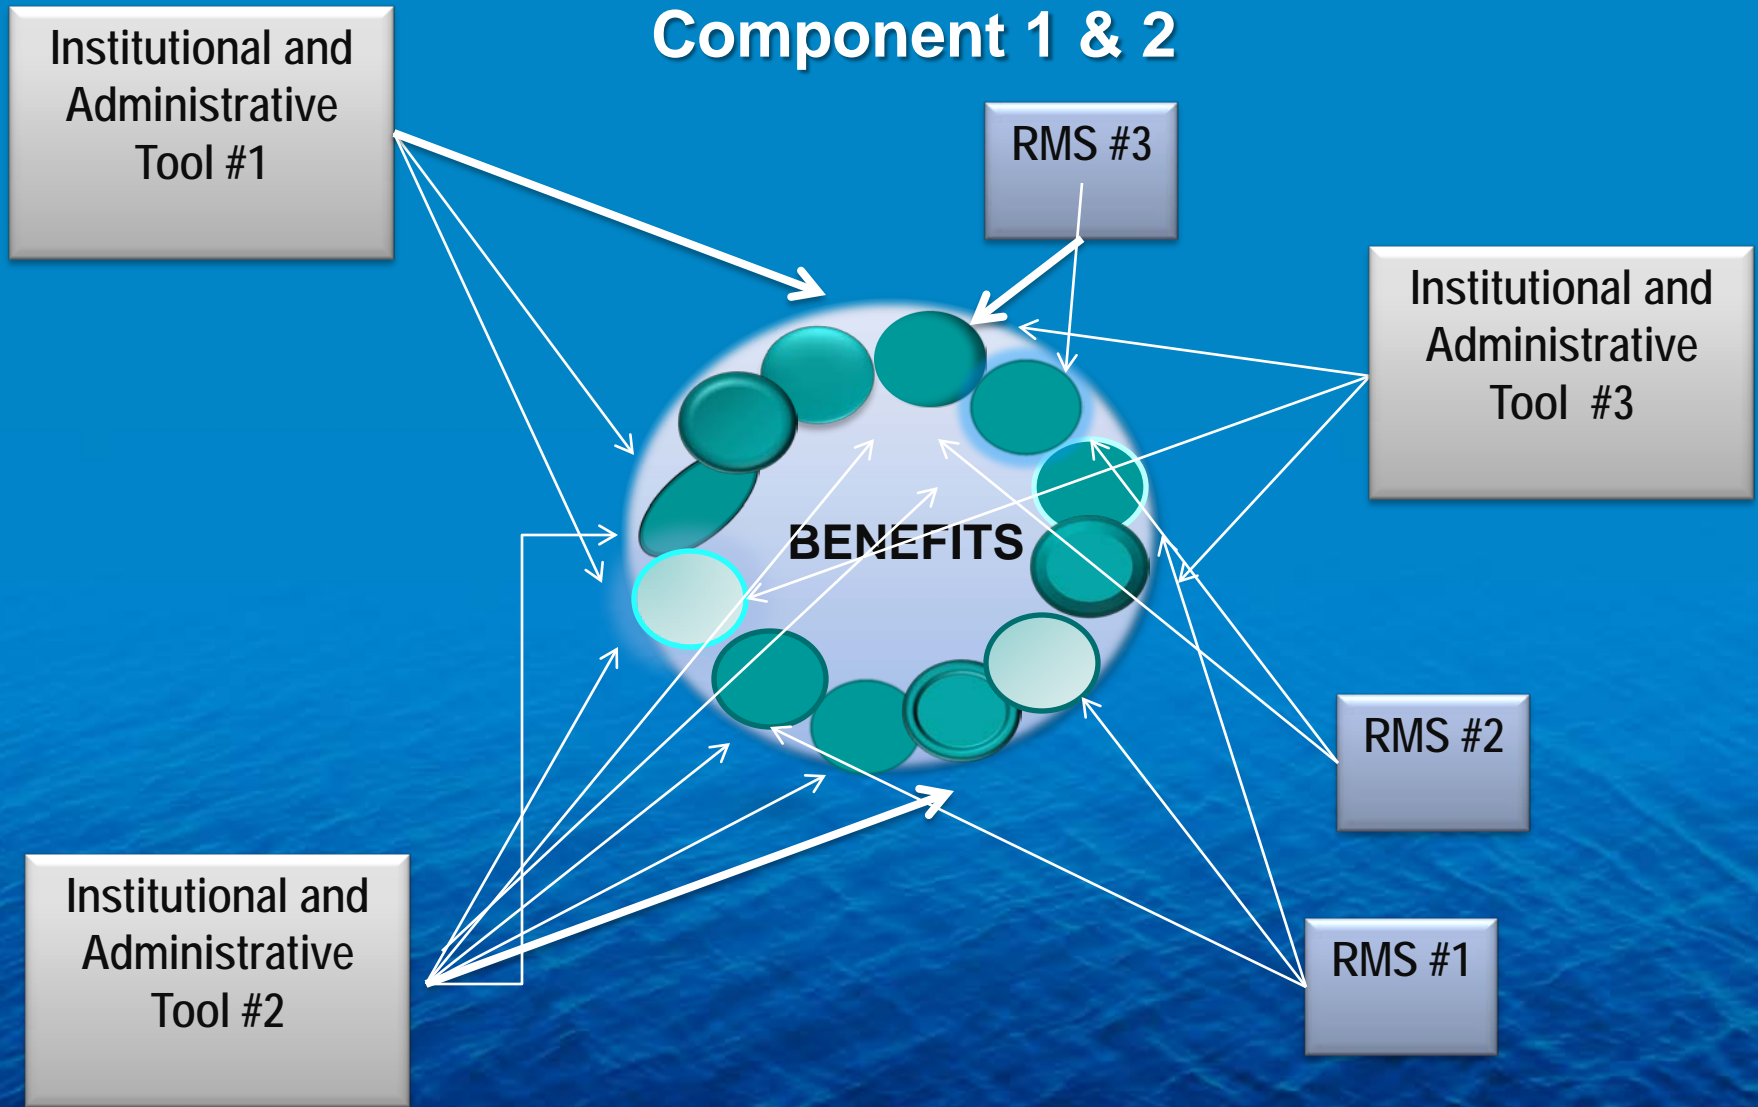 Component 1 & 2
Institutional and
Administrative
Tool #1
RMS #3
Institutional and
Administrative
Tool #3
BENEFITS
RMS #2
Institutional and
Administrative
Tool #2
RMS #1